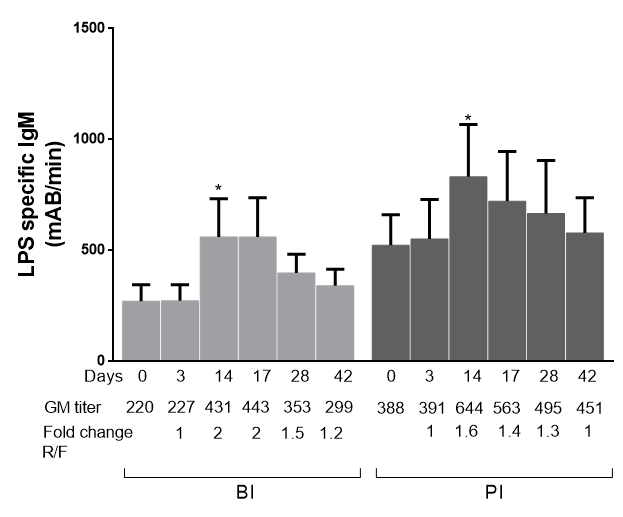 1500
1000
500
0
LPS specific IgM
(mAB/min)
*
*
Days 0 3 14 17 28 42 0 3 14 17 28 42
GM titer 220 227 431 443 353 299 388 391 644 563 495 451
Fold change 1 2 2 1.5 1.2 1 1.6 1.4 1.3 1
R/F
BI PI